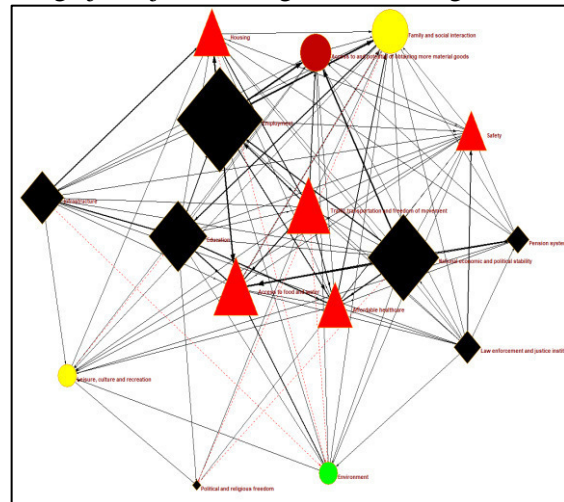 Housing
Family and social interaction
Access to and potential of obtaining more material goods
Employment
Safety
Infrastructure
Traffic transportation and freedom of movement
Education
Pension system
National economic and political stability
Access to food and water
Affordable healthcare
Law enforcement and justice instit
Leisure, culture and recreation
Environment
Political and religious freedom